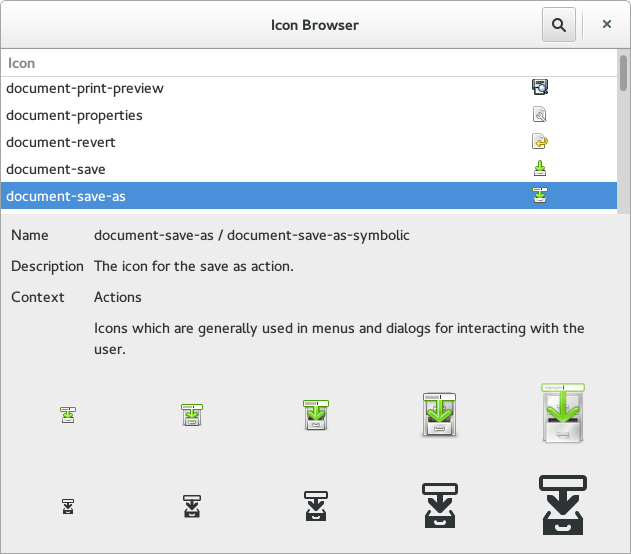 Icon Browser
Icon
document-print-preview
document-properties
document-revert
document-save
document-save-as
Name document-save-as / document-save-as-symbolic
Description The icon for the save as action.
Context Actions
Icons which are generally used in menus and dialogs for interacting with the
user.